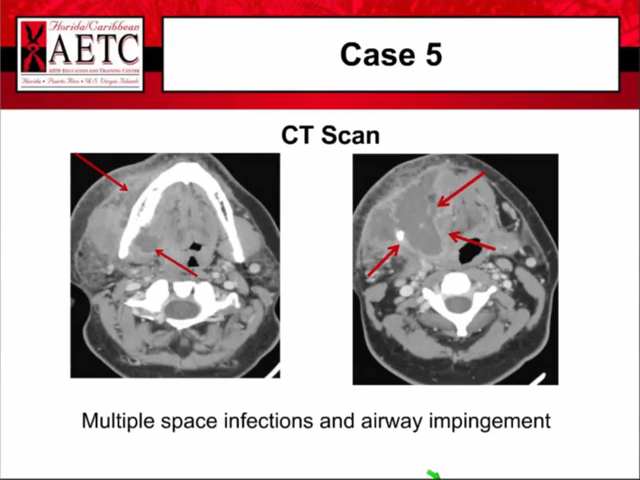 Florida/Caribbean
AETC
AIDS EDUCATION AND TRAINING CENTER
Florida • Puerto Rico • U.S. Virgin Islands
Case 5
CT Scan
Multiple space infections and airway impingement